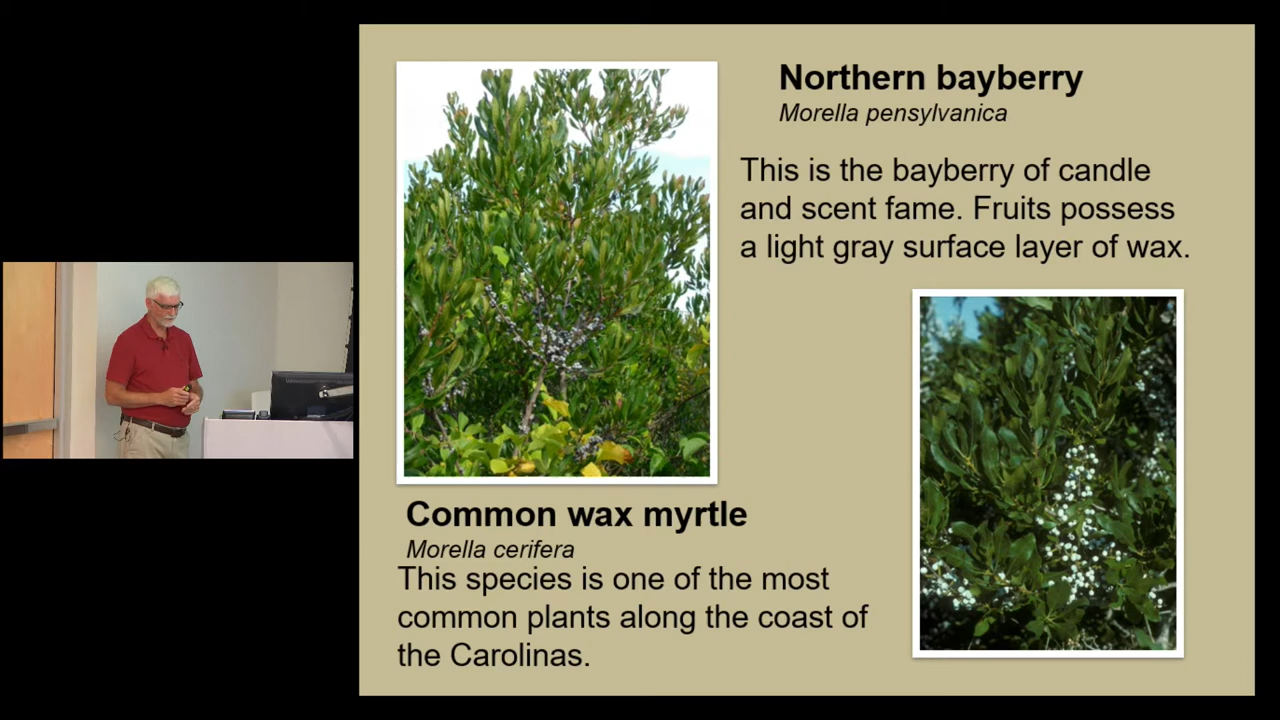 Northern bayberry
Morella pensylvanica
This is the bayberry of candle
and scent fame. Fruits possess
a light gray surface layer of wax.
Common wax myrtle
Morella cerifera
This species is one of the most
common plants along the coast of
the Carolinas.